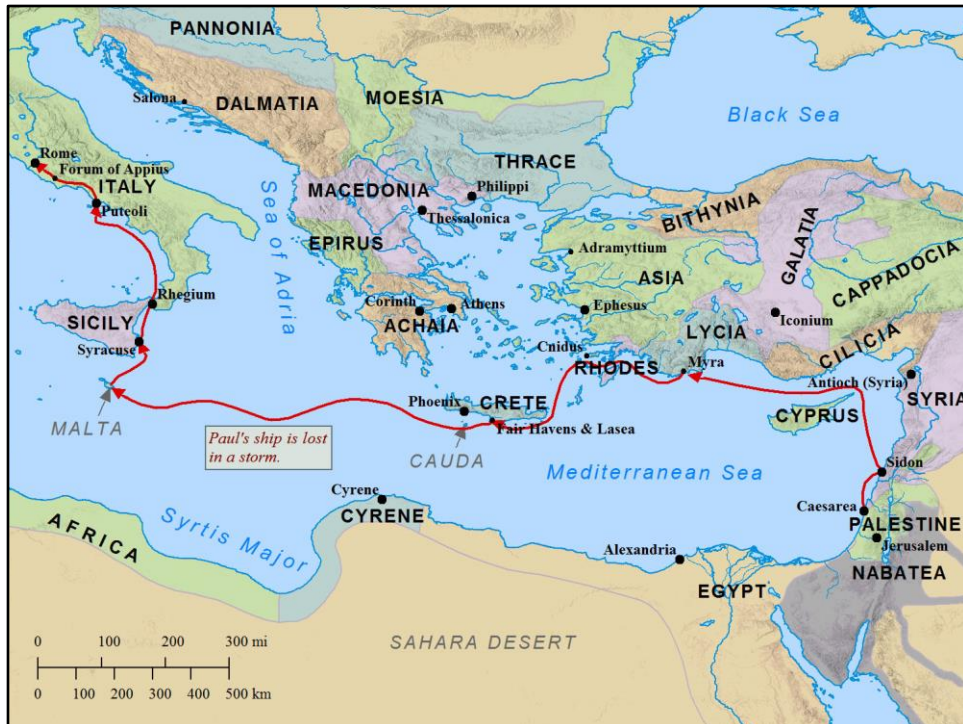 PANNONIA
DALMATIA
Salona
MOESIA
Black Sea
THRACE
Rome
Forum of Appius
ITALY
Puteoli
Sea of Adria
MACEDONIA
Philippi
Thessalonica
BITHYNIA
GALATIA
EPIRUS
Adramyttium
ASIA
CAPPADOCIA
Rhegium
SICILY
Syracuse
Corinth
Athens
ACHAIA
Ephesus
Iconium
LYCIA
CILICIA
Cnidus
RHODES
Myra
Antioch (Syria)
SYRIA
MALTA
Phoenix
CRETE
CYPRUS
Fair Havens & Lasea
Paul's ship is lost
in a storm.
CAUDA
Mediterranean Sea
Sidon
Cyrene
CYRENE
Caesarea
PALESTINE
Jerusalem
AFRICA
Syrtis Major
Alexandria
NABATEA
EGYPT
SAHARA DESERT
0 100 200 300 mi
0 100 200 300 400 500 km